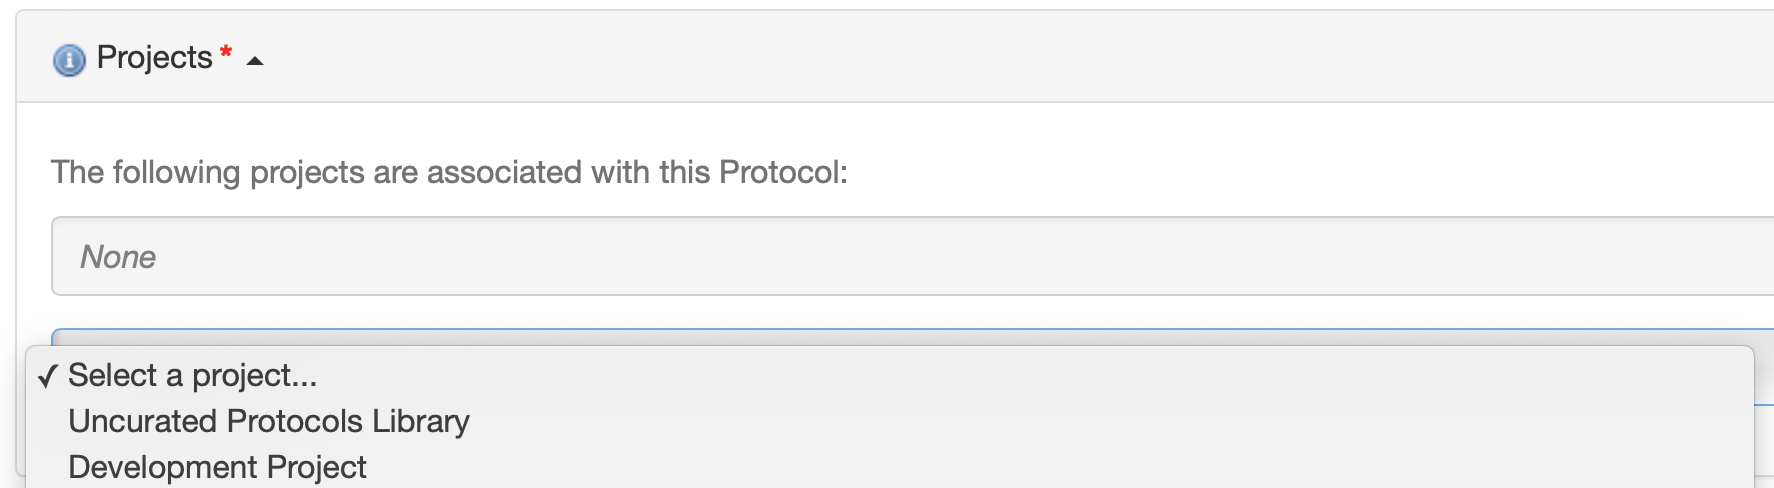 Projects *
The following projects are associated with this Protocol:
None
✓ Select a project...
Uncurated Protocols Library
Development Project